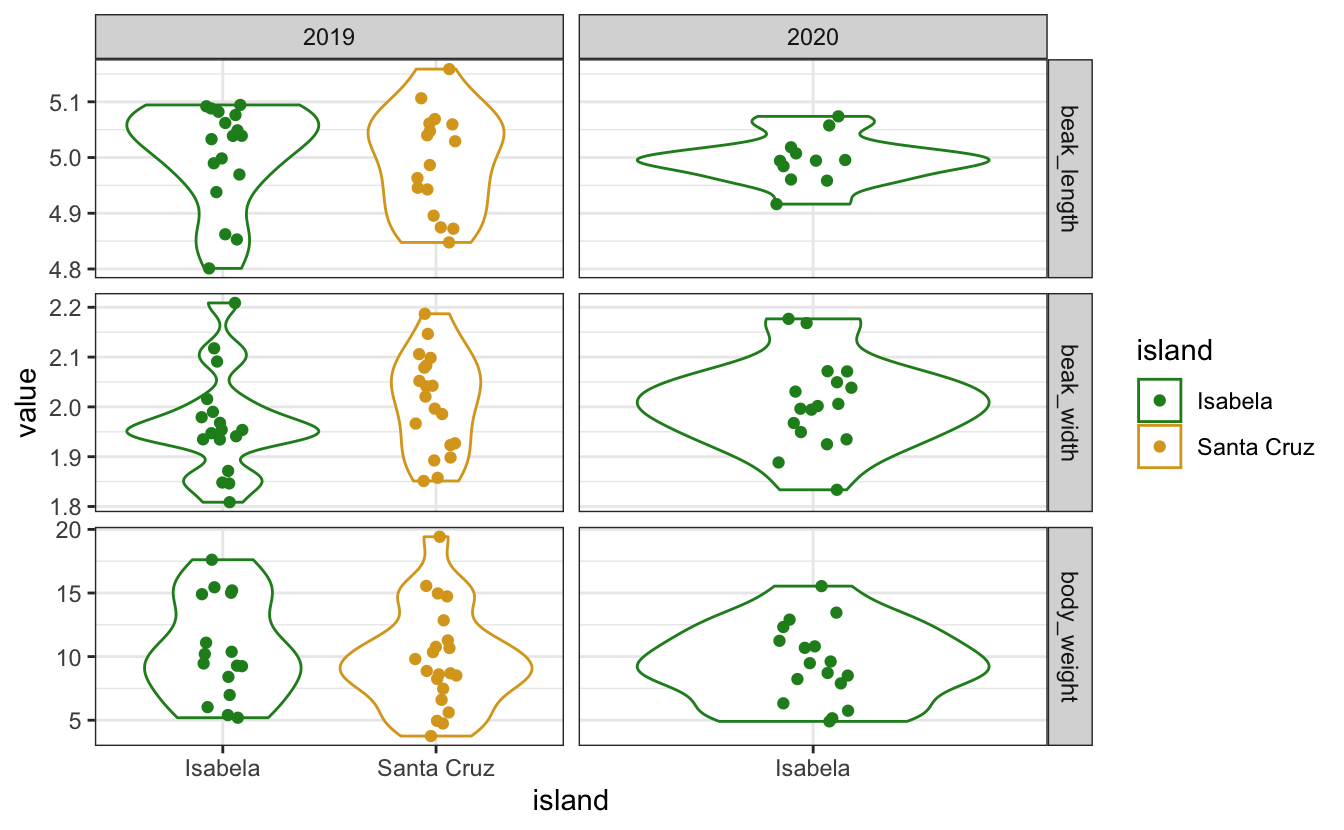 2019
2020
5.1
5.0
4.9
4.8
beak_length
2.2
2.1
2.0
1.9
1.8
beak_width
20
15
10
5
body_weight
value
Isabela
Santa Cruz
Isabela
island
island
Isabela
Santa Cruz